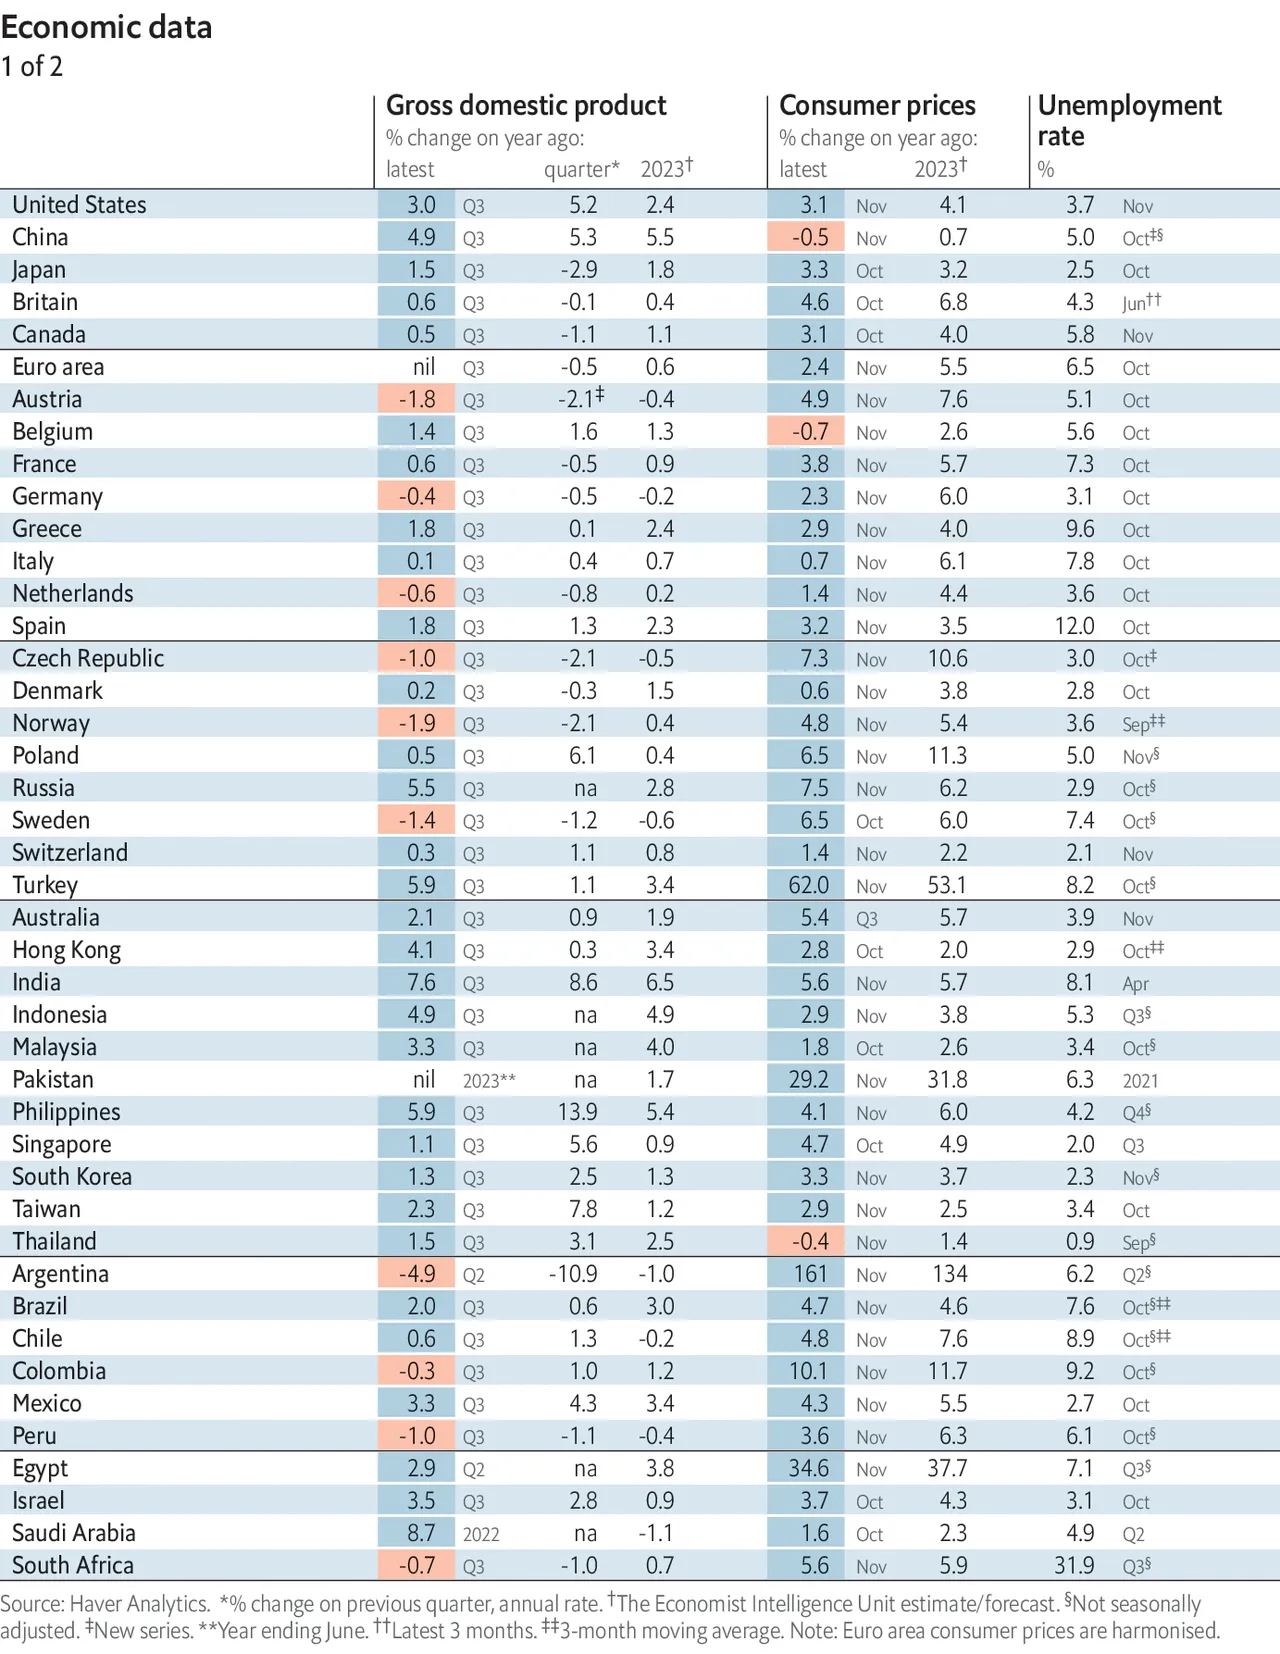 Economic data
1 of 2
Gross domestic product Consumer prices Unemployment
% change on year ago: % change on year ago: rate
latest quarter* 2023† latest 2023† %
United States 3.0 Q3 5.2 2.4 3.1 Nov 4.1 3.7 Nov
China 4.9 Q3 5.3 5.5 -0.5 Nov 0.7 5.0 Oct‡§
Japan 1.5 Q3 -2.9 1.8 3.3 Oct 3.2 2.5 Oct
Britain 0.6 Q3 -0.1 0.4 4.6 Oct 6.8 4.3 Jun††
Canada 0.5 Q3 -1.1 1.1 3.1 Oct 4.0 5.8 Nov
Euro area nil Q3 -0.5 0.6 2.4 Nov 5.5 6.5 Oct
Austria -1.8 Q3 -2.1‡ -0.4 4.9 Nov 7.6 5.1 Oct
Belgium 1.4 Q3 1.6 1.3 -0.7 Nov 2.6 5.6 Oct
France 0.6 Q3 -0.5 0.9 3.8 Nov 5.7 7.3 Oct
Germany -0.4 Q3 -0.5 -0.2 2.3 Nov 6.0 3.1 Oct
Greece 1.8 Q3 0.1 2.4 2.9 Nov 4.0 9.6 Oct
Italy 0.1 Q3 0.4 0.7 0.7 Nov 6.1 7.8 Oct
Netherlands -0.6 Q3 -0.8 0.2 1.4 Nov 4.4 3.6 Oct
Spain 1.8 Q3 1.3 2.3 3.2 Nov 3.5 12.0 Oct
Czech Republic -1.0 Q3 -2.1 -0.5 7.3 Nov 10.6 3.0 Oct‡
Denmark 0.2 Q3 -0.3 1.5 0.6 Nov 3.8 2.8 Oct
Norway -1.9 Q3 -2.1 0.4 4.8 Nov 5.4 3.6 Sep‡‡
Poland 0.5 Q3 6.1 0.4 6.5 Nov 11.3 5.0 Nov§
Russia 5.5 Q3 na 2.8 7.5 Nov 6.2 2.9 Oct§
Sweden -1.4 Q3 -1.2 -0.6 6.5 Oct 6.0 7.4 Oct§
Switzerland 0.3 Q3 1.1 0.8 1.4 Nov 2.2 2.1 Nov
Turkey 5.9 Q3 1.1 3.4 62.0 Nov 53.1 8.2 Oct§
Australia 2.1 Q3 0.9 1.9 5.4 Q3 5.7 3.9 Nov
Hong Kong 4.1 Q3 0.3 3.4 2.8 Oct 2.0 2.9 Oct‡‡
India 7.6 Q3 8.6 6.5 5.6 Nov 5.7 8.1 Apr
Indonesia 4.9 Q3 na 4.9 2.9 Nov 3.8 5.3 Q3§
Malaysia 3.3 Q3 na 4.0 1.8 Oct 2.6 3.4 Oct§
Pakistan nil 2023** na 1.7 29.2 Nov 31.8 6.3 2021
Philippines 5.9 Q3 13.9 5.4 4.1 Nov 6.0 4.2 Q4§
Singapore 1.1 Q3 5.6 0.9 4.7 Oct 4.9 2.0 Q3
South Korea 1.3 Q3 2.5 1.3 3.3 Nov 3.7 2.3 Nov§
Taiwan 2.3 Q3 7.8 1.2 2.9 Nov 2.5 3.4 Oct
Thailand 1.5 Q3 3.1 2.5 -0.4 Nov 1.4 0.9 Sep§
Argentina -4.9 Q2 -10.9 -1.0 161 Nov 134 6.2 Q2§
Brazil 2.0 Q3 0.6 3.0 4.7 Nov 4.6 7.6 Oct§‡‡
Chile 0.6 Q3 1.3 -0.2 4.8 Nov 7.6 8.9 Oct§‡‡
Colombia -0.3 Q3 1.0 1.2 10.1 Nov 11.7 9.2 Oct§
Mexico 3.3 Q3 4.3 3.4 4.3 Nov 5.5 2.7 Oct
Peru -1.0 Q3 -1.1 -0.4 3.6 Nov 6.3 6.1 Oct§
Egypt 2.9 Q2 na 3.8 34.6 Nov 37.7 7.1 Q3§
Israel 3.5 Q3 2.8 0.9 3.7 Oct 4.3 3.1 Oct
Saudi Arabia 8.7 2022 na -1.1 1.6 Oct 2.3 4.9 Q2
South Africa -0.7 Q3 -1.0 0.7 5.6 Nov 5.9 31.9 Q3§
Source: Haver Analytics. *% change on previous quarter, annual rate. †The Economist Intelligence Unit estimate/forecast. §Not seasonally
adjusted. ‡New series. **Year ending June. ††Latest 3 months. ‡‡3-month moving average. Note: Euro area consumer prices are harmonised.